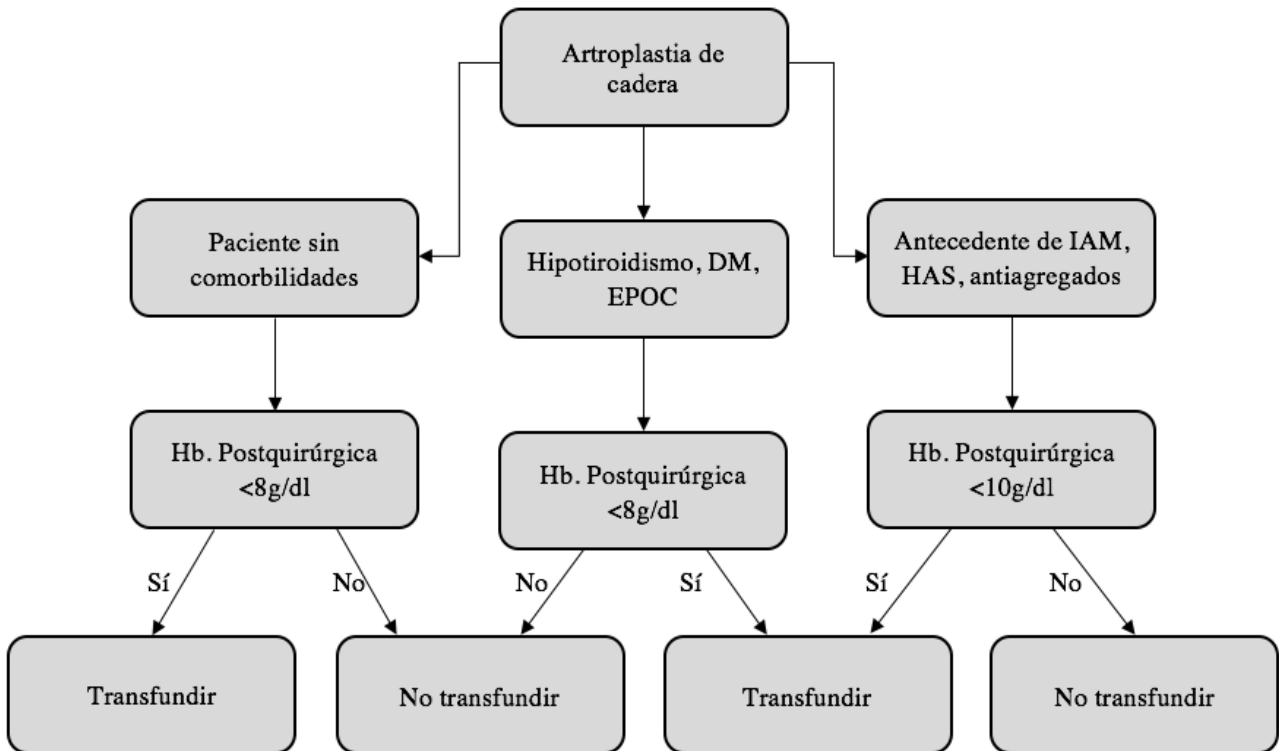 Artroplastia de
cadera
Paciente sin
comorbilidades
Hipotiroidismo, DM,
EPOC
Antecedente de IAM,
HAS, antiagregados
Hb. Postquirúrgica
<8g/dl
Hb. Postquirúrgica
<8g/dl
Hb. Postquirúrgica
<10g/dl
Sí
No
No
Sí
Sí
No
Transfundir
No transfundir
Transfundir
No transfundir